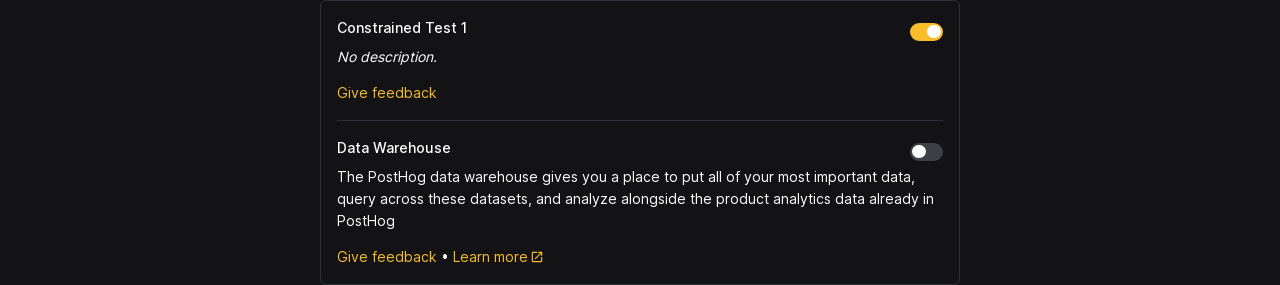 Constrained Test 1
No description.
Give feedback
Data Warehouse
The PostHog data warehouse gives you a place to put all of your most important data,
query across these datasets, and analyze alongside the product analytics data already in
PostHog
Give feedback • Learn more